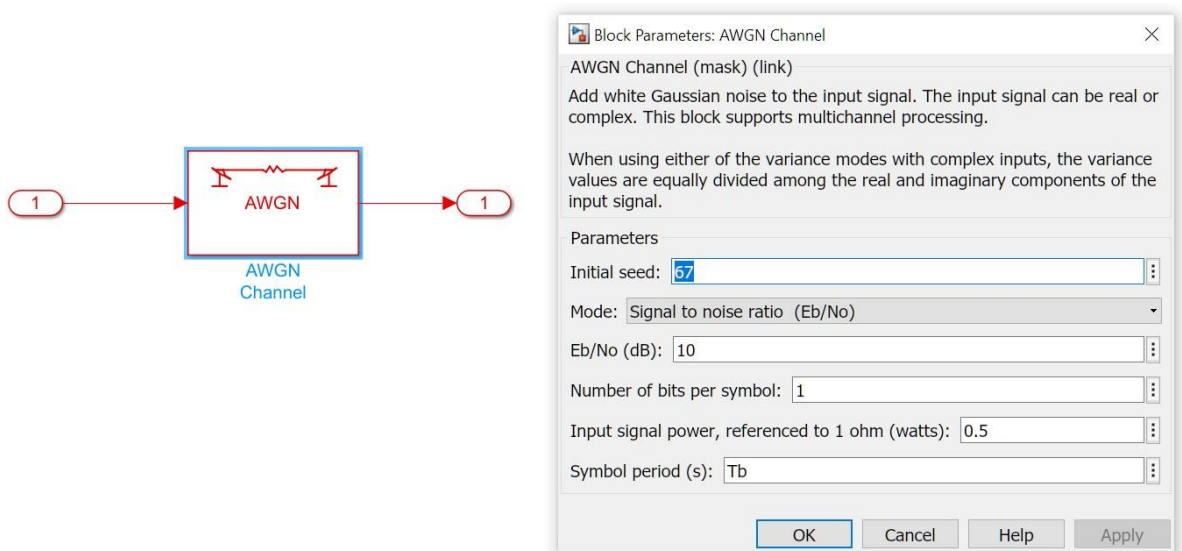 1
AWGN
1
AWGN
Channel
Block Parameters: AWGN Channel
AWGN Channel (mask) (link)
Add white Gaussian noise to the input signal. The input signal can be real or
complex. This block supports multichannel processing.
When using either of the variance modes with complex inputs, the variance
values are equally divided among the real and imaginary components of the
input signal.
Parameters
Initial seed: 67
Mode: Signal to noise ratio (Eb/No)
Eb/No (dB): 10
Number of bits per symbol: 1
Input signal power, referenced to 1 ohm (watts): 0.5
Symbol period (s): Tb
OK Cancel Help Apply